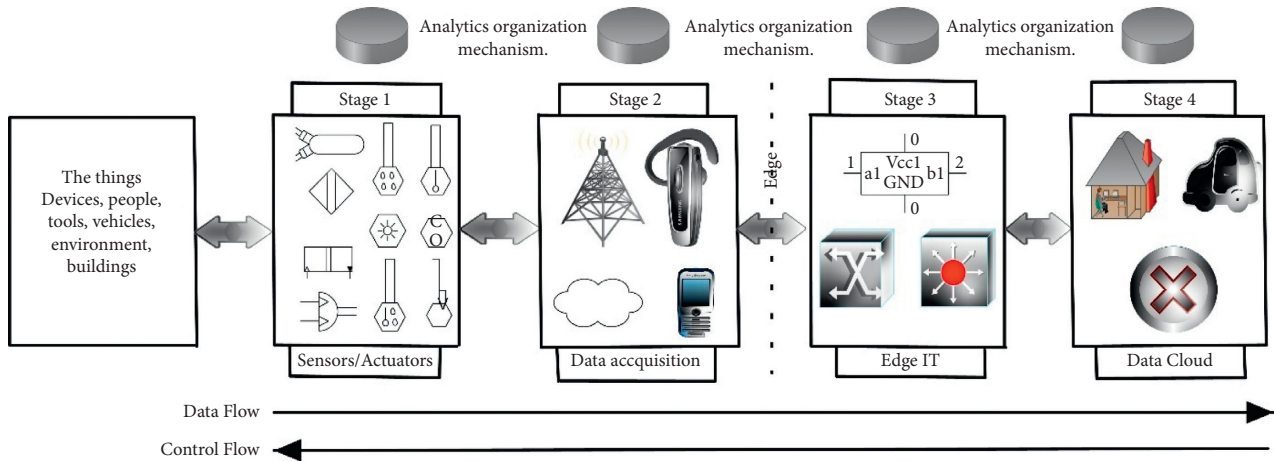 Analytics organization
mechanism.
Analytics organization
mechanism.
Analytics organization
mechanism.
Stage 1
Stage 2
Stage 3
Stage 4
The things
Devices, people,
tools, vehicles,
environment,
buildings
C
O
Edge
0
1
a1
Vcc1
GND
b1
2
0
Sensors/Actuators
Data accquisition
Edge IT
Data Cloud
Data Flow
Control Flow